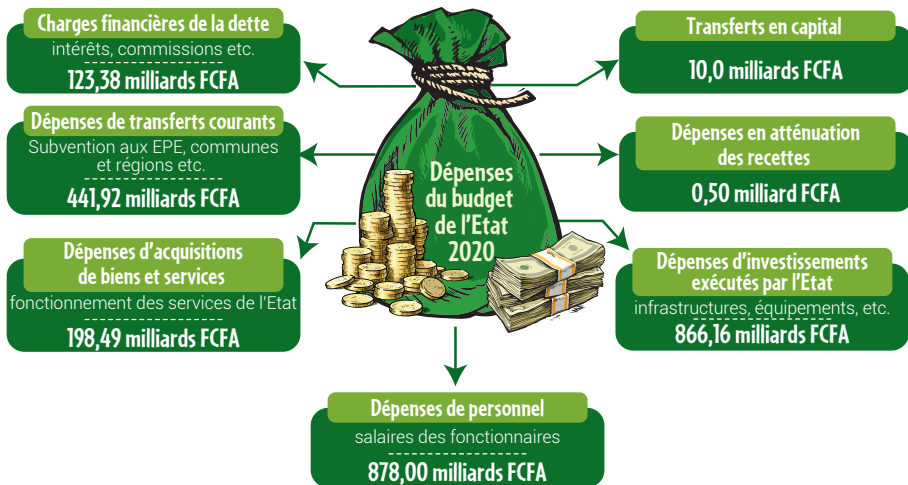 Charges financières de la dette
intérêts, commissions etc.
123,38 milliards FCFA
Dépenses de transferts courants
Subvention aux EPE, communes
et régions etc.
441,92 milliards FCFA
Dépenses d'acquisitions
de biens et services
fonctionnement des services de l'Etat
198,49 milliards FCFA
Dépenses
du budget
de l'Etat
2020
Transferts en capital
10,0 milliards FCFA
Dépenses en atténuation
des recettes
0,50 milliard FCFA
Dépenses d'investissements
exécutés par l'Etat
infrastructures, équipements, etc.
866,16 milliards FCFA
Dépenses de personnel
salaires des fonctionnaires
878,00 milliards FCFA